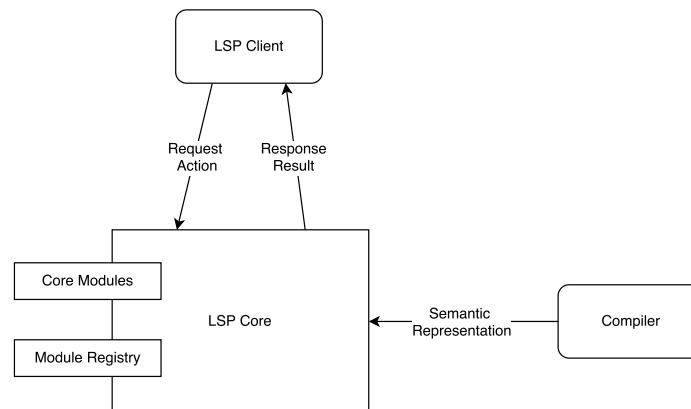 LSP Client
Request
Action
Response
Result
Core Modules
LSP Core
Semantic
Representation
Compiler
Module Registry